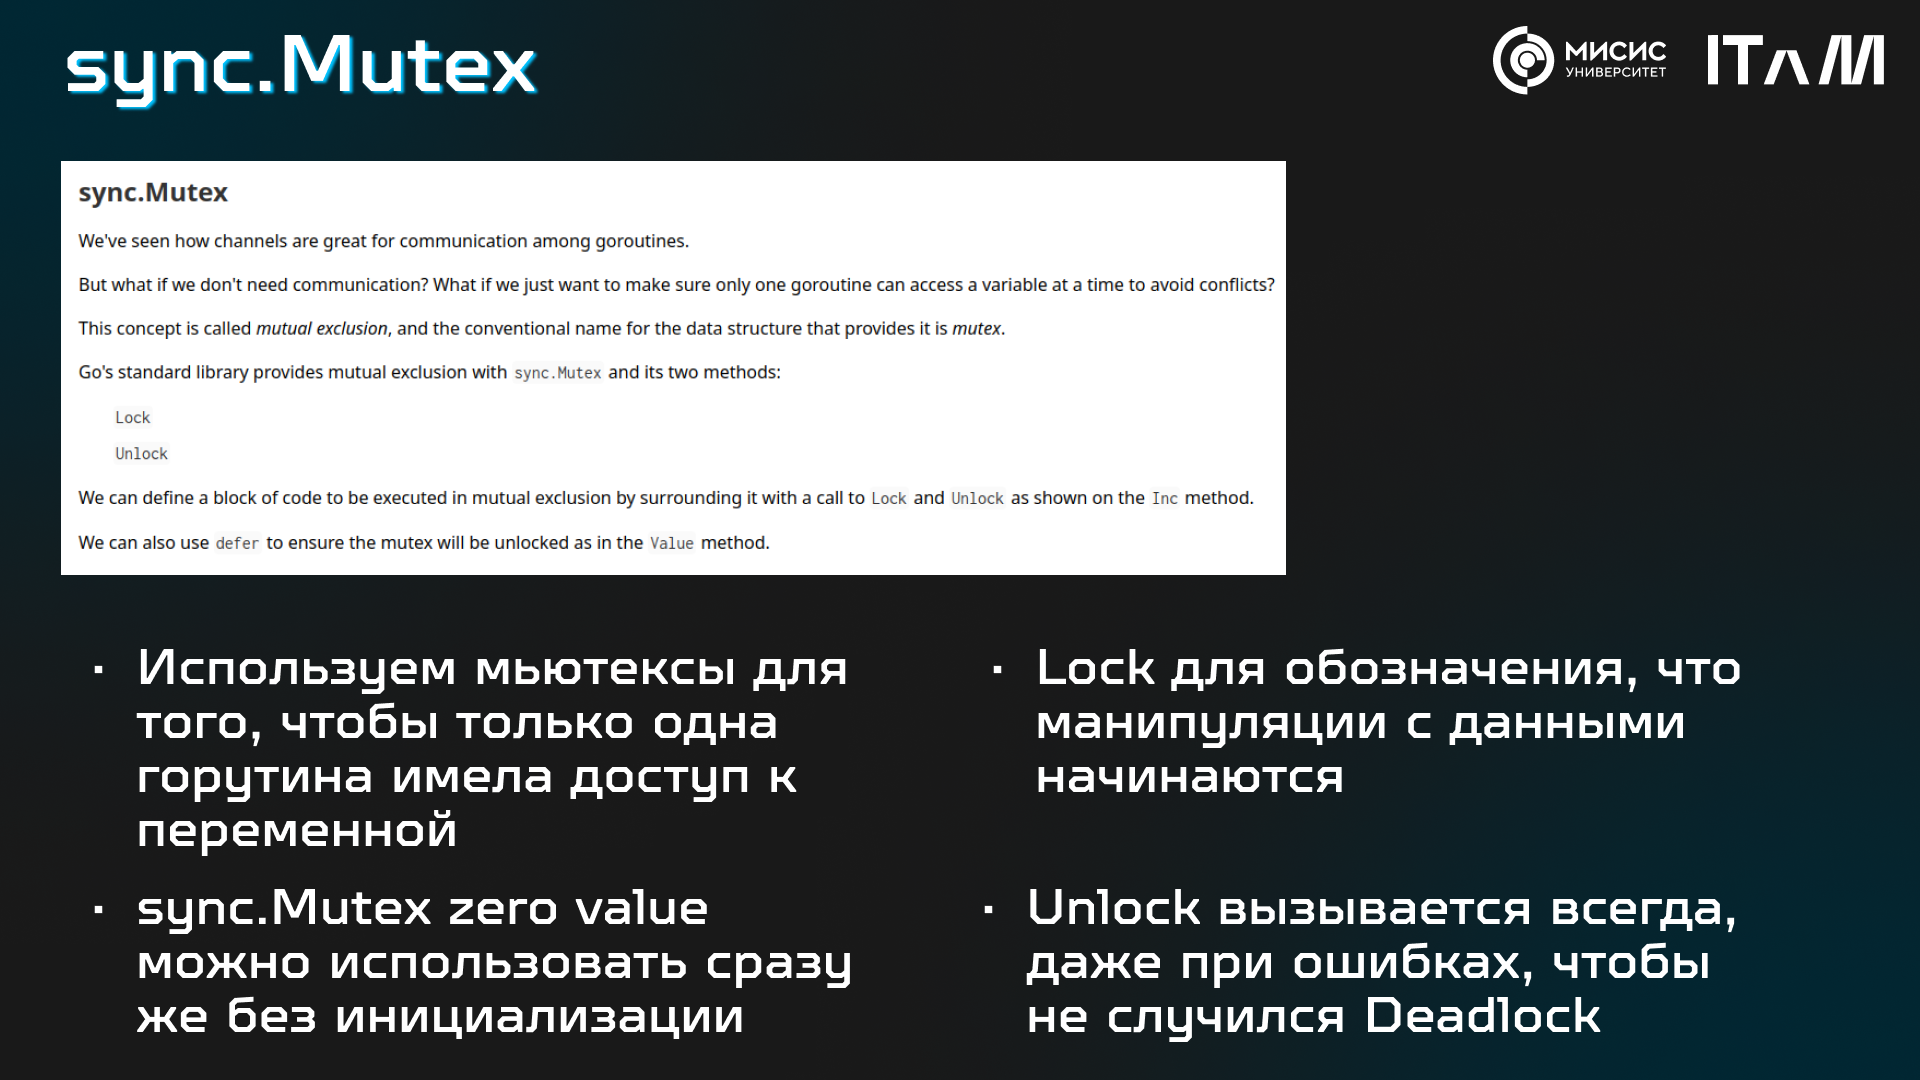 sync.Mutex
МИСИС
УНИВЕРСИТЕТ
ITAM
sync.Mutex
We've seen how channels are great for communication among goroutines.
But what if we don't need communication? What if we just want to make sure only one goroutine can access a variable at a time to avoid conflicts?
This concept is called mutual exclusion, and the conventional name for the data structure that provides it is mutex.
Go's standard library provides mutual exclusion with sync.Mutex and its two methods:
Lock
Unlock
We can define a block of code to be executed in mutual exclusion by surrounding it with a call to Lock and Unlock as shown on the Inc method.
We can also use defer to ensure the mutex will be unlocked as in the Value method.
▪ Используем мьютексы для
того, чтобы только одна
горутина имела доступ к
переменной
▪ sync.Mutex zero value
можно использовать сразу
же без инициализации
▪ Lock для обозначения, что
манипуляции с данными
начинаются
▪ Unlock вызывается всегда,
даже при ошибках, чтобы
не случился Deadlock